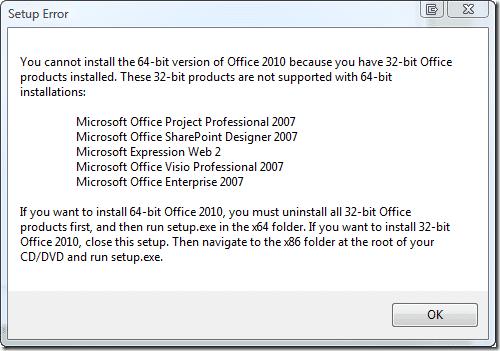 Setup Error
You cannot install the 64-bit version of Office 2010 because you have 32-bit Office
products installed. These 32-bit products are not supported with 64-bit
installations:
Microsoft Office Project Professional 2007
Microsoft Office SharePoint Designer 2007
Microsoft Expression Web 2
Microsoft Office Visio Professional 2007
Microsoft Office Enterprise 2007
If you want to install 64-bit Office 2010, you must uninstall all 32-bit Office
products first, and then run setup.exe in the x64 folder. If you want to install 32-bit
Office 2010, close this setup. Then navigate to the x86 folder at the root of your
CD/DVD and run setup.exe.
OK